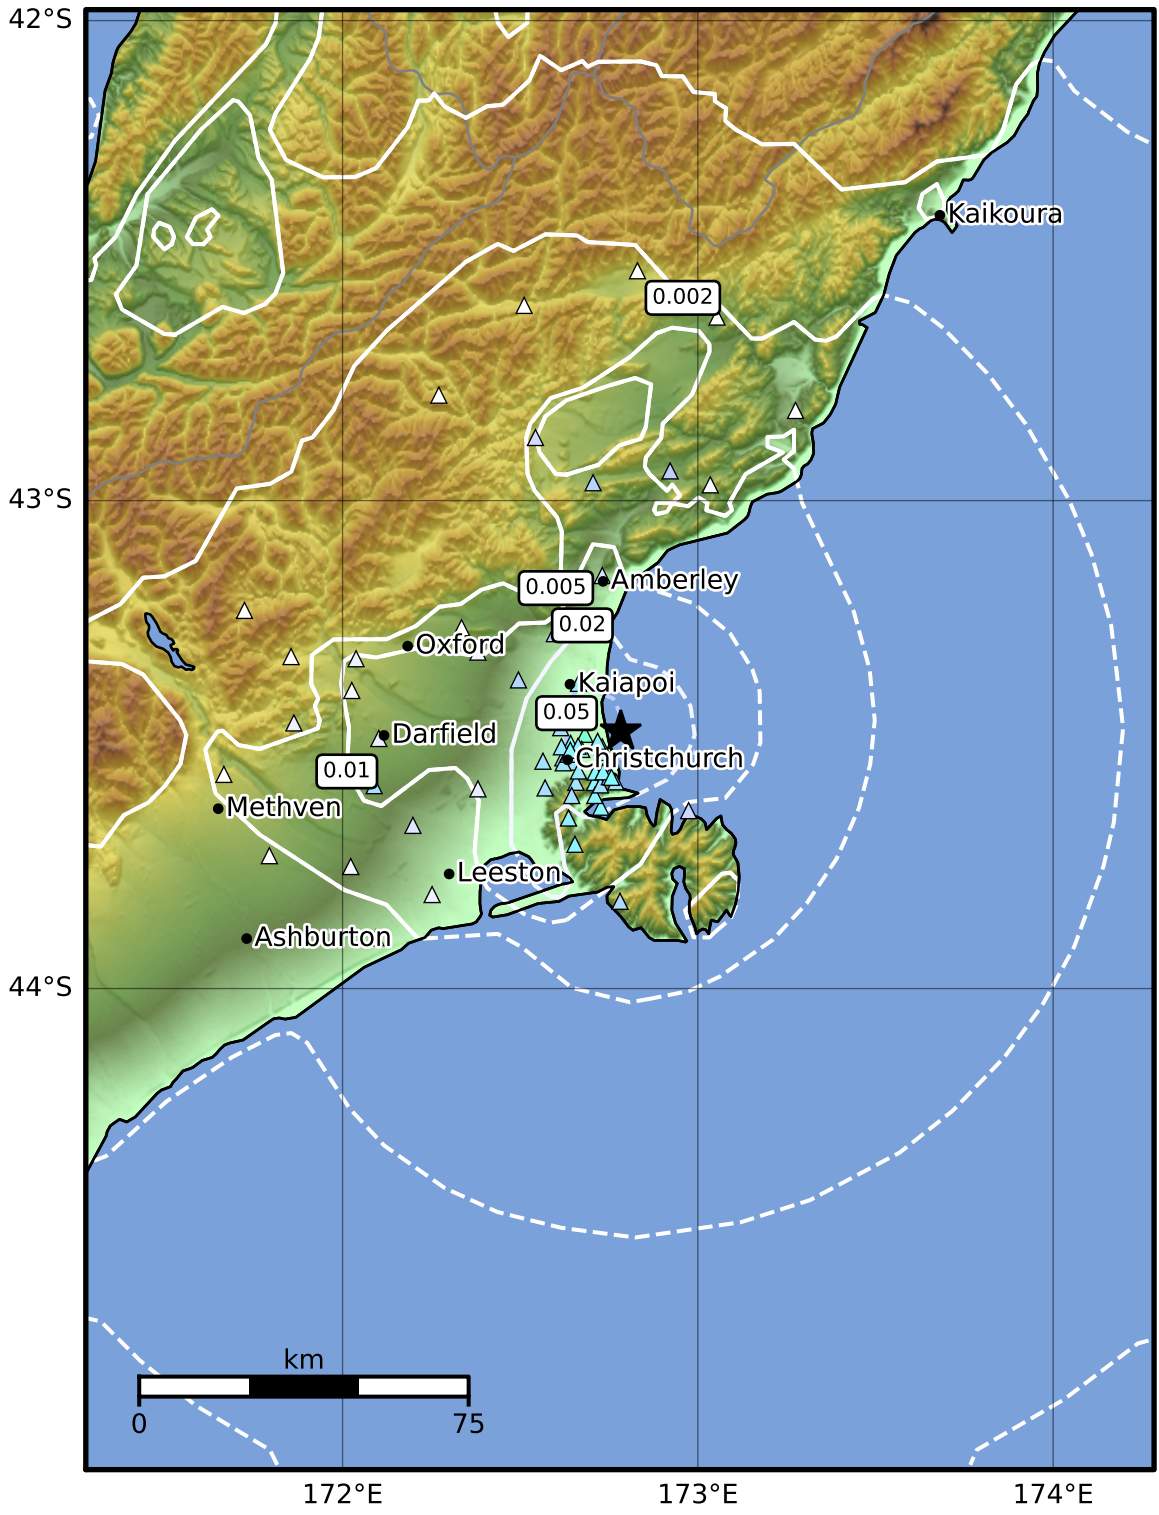 42°S
Kaikoura
0.002
43°S
Amberley
0.005
0.02
Oxford
Kaiapoi
0.05
Darfield
Christchurch
0.01
Methven
Leeston
Ashburton
44°S
km
0 75
172°E 173°E 174°E